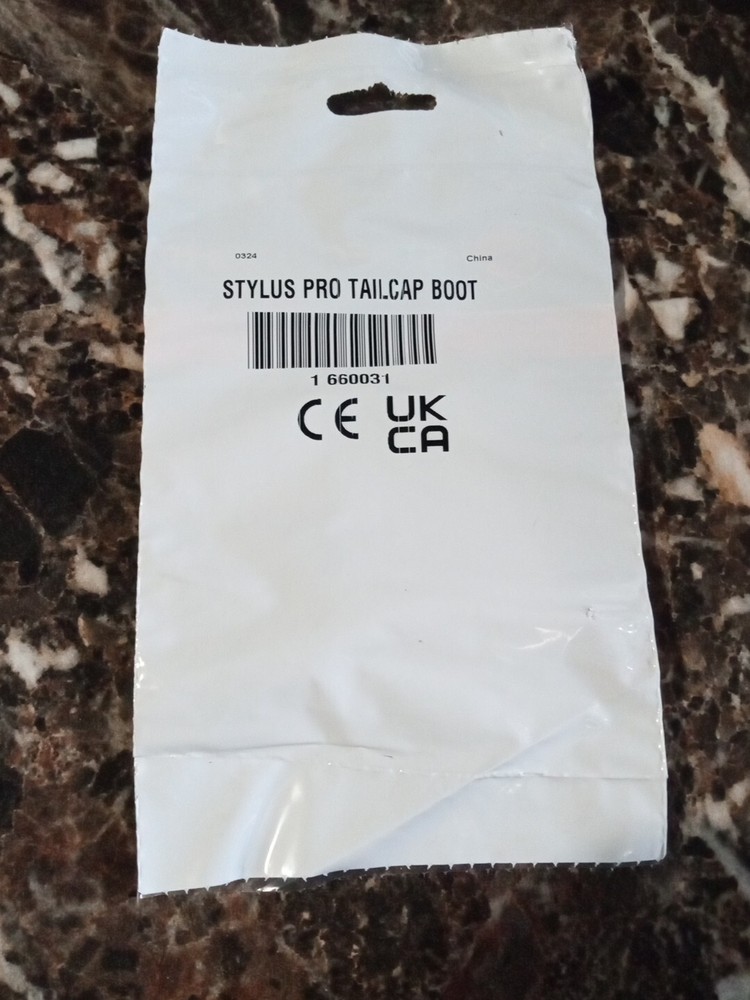 0324 China
STYLUS PRO TAILCAP BOOT
1 660031
CE UK
CA